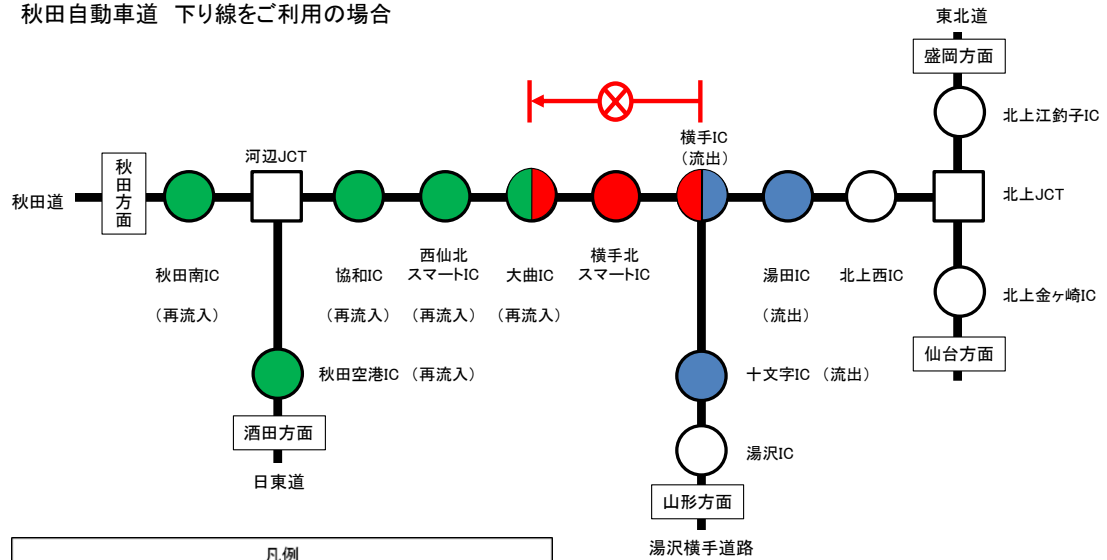 秋田自動車道 下り線をご利用の場合
東北道
盛岡方面
北上江釣子IC
横手IC
（流出）
河辺JCT
秋田方面
秋田道
北上JCT
秋田南IC
（再流入）
協和IC
（再流入）
西仙北
スマートIC
（再流入）
大曲IC
（再流入）
横手北
スマートIC
湯田IC
（流出）
北上西IC
北上金ヶ崎IC
仙台方面
秋田空港IC （再流入）
十文字IC （流出）
酒田方面
日東道
湯沢IC
山形方面
湯沢横手道路
凡例